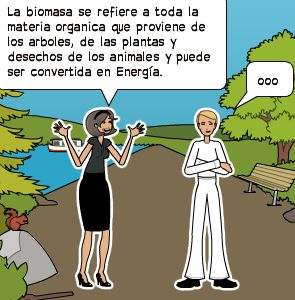 La biomasa se refiere a toda la
materia organica que proviene de
los arboles, de las plantas y
desechos de los animales y puede
ser convertida en Energía.
ooo